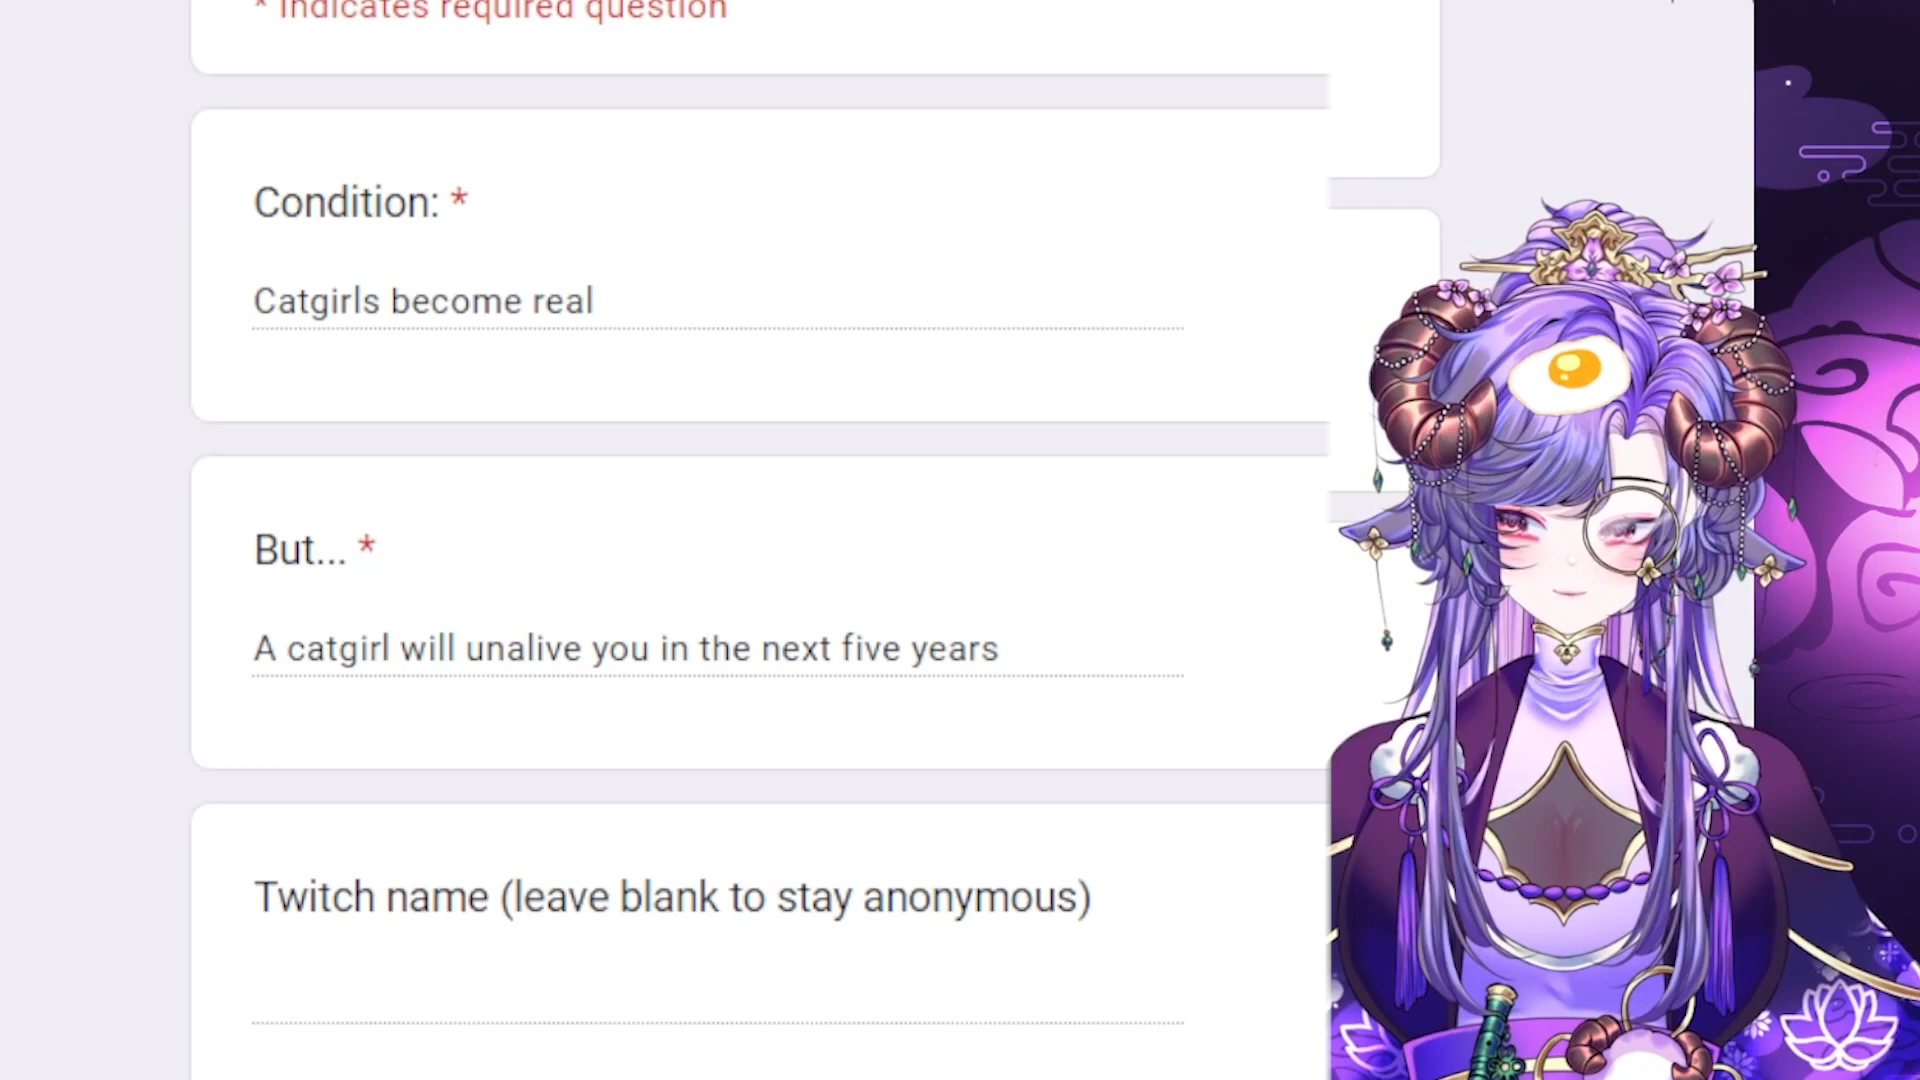 * Indicates required question
Condition: *
Catgirls become real
But... *
A catgirl will unalive you in the next five years
Twitch name (leave blank to stay anonymous)